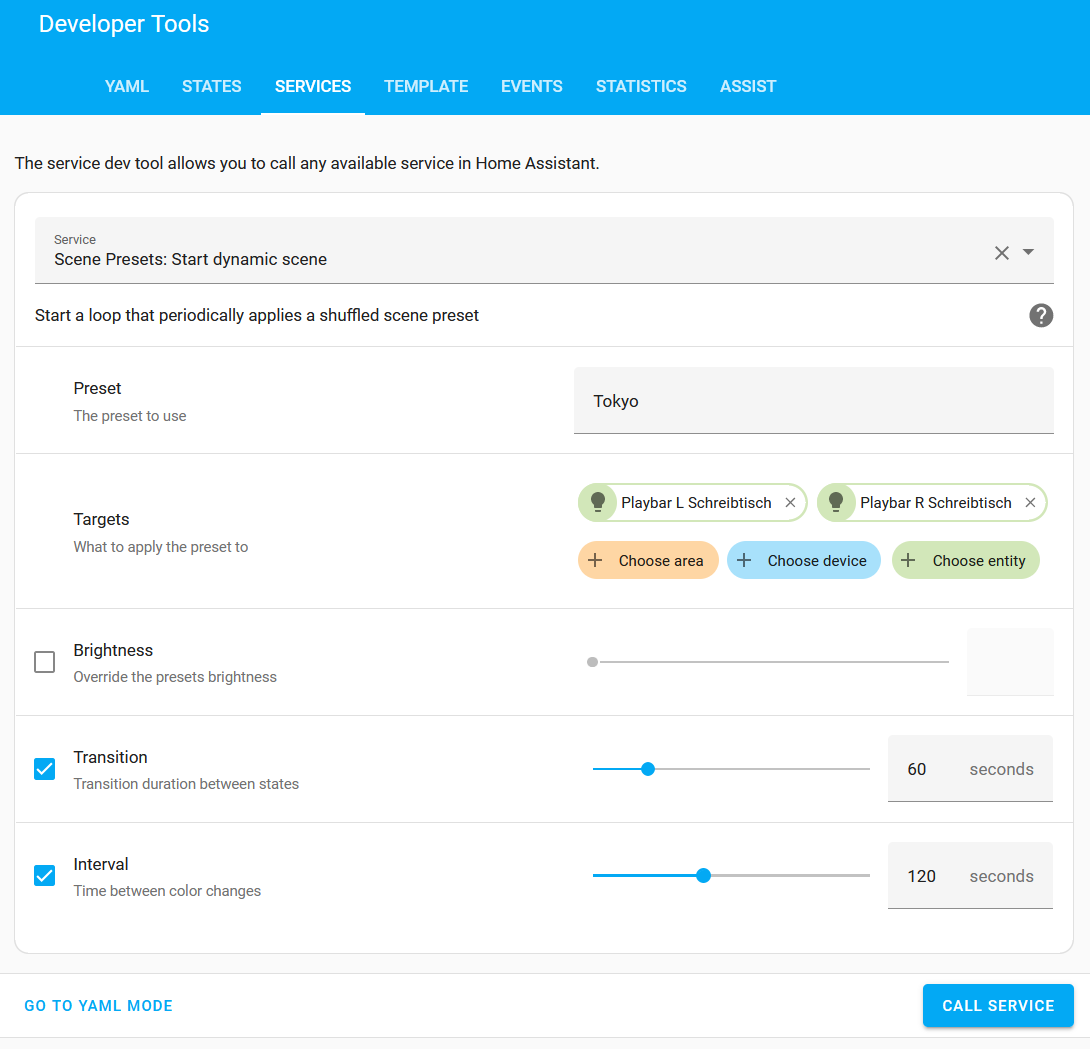 Developer Tools
YAML STATES SERVICES TEMPLATE EVENTS STATISTICS ASSIST
The service dev tool allows you to call any available service in Home Assistant.
Service
Scene Presets: Start dynamic scene
Start a loop that periodically applies a shuffled scene preset
Preset
The preset to use
Tokyo
Targets
What to apply the preset to
Playbar L Schreibtisch
Playbar R Schreibtisch
Choose area
Choose device
Choose entity
Brightness
Override the presets brightness
Transition
Transition duration between states
60 seconds
Interval
Time between color changes
120 seconds
GO TO YAML MODE
CALL SERVICE